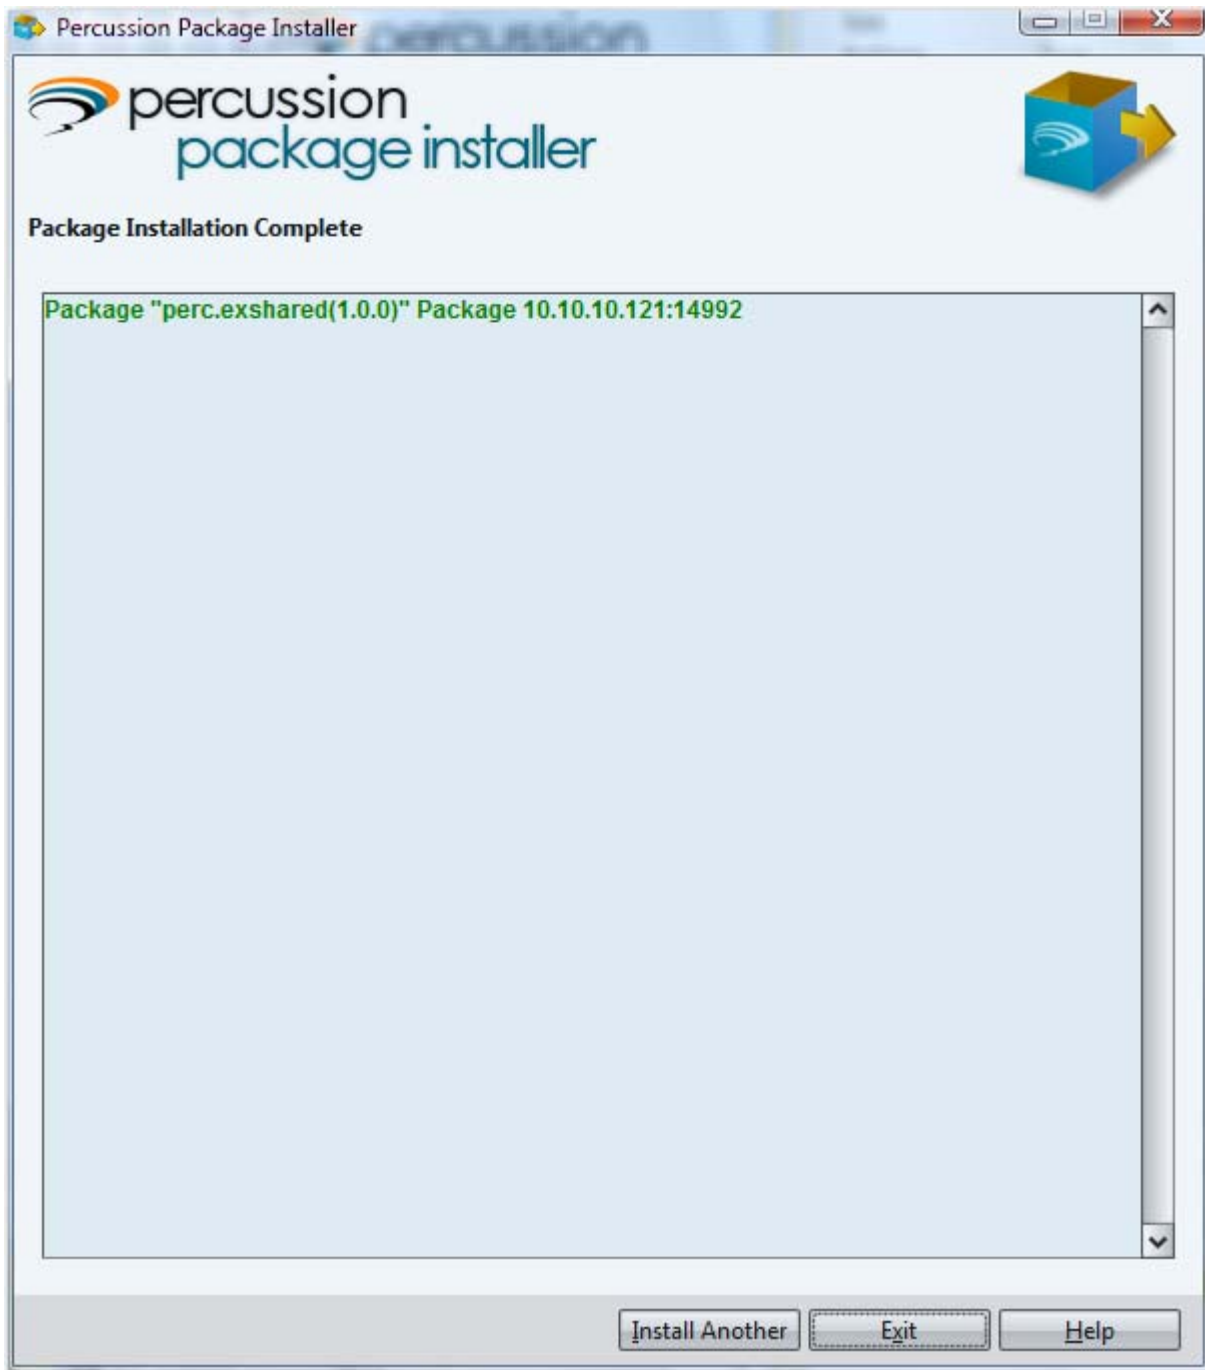 Percussion Package Installer
percussion
percussion
package installer
Package Installation Complete
Package "perc.exshared(1.0.0)" Package 10.10.10.121:14992
Install Another
Exit
Help